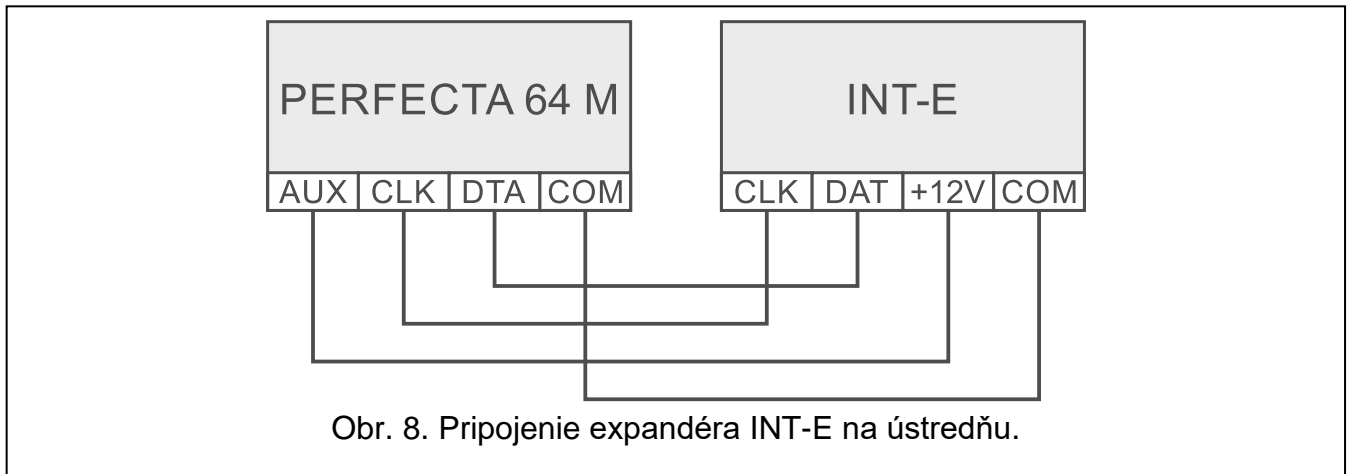 PERFECTA 64 M INT-E
AUX CLK DTA COM CLK DAT +12V COM
Obr. 8. Pripojenie expandéra INT-E na ústredňu.